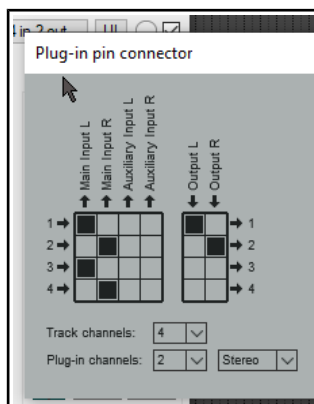 4 in 2 out UI
Plug-in pin connector
Main Input L
Main Input R
Auxiliary Input L
Auxiliary Input R
Output L
Output R
1 1
2 2
3 3
4 4
Track channels: 4
Plug-in channels: 2 Stereo